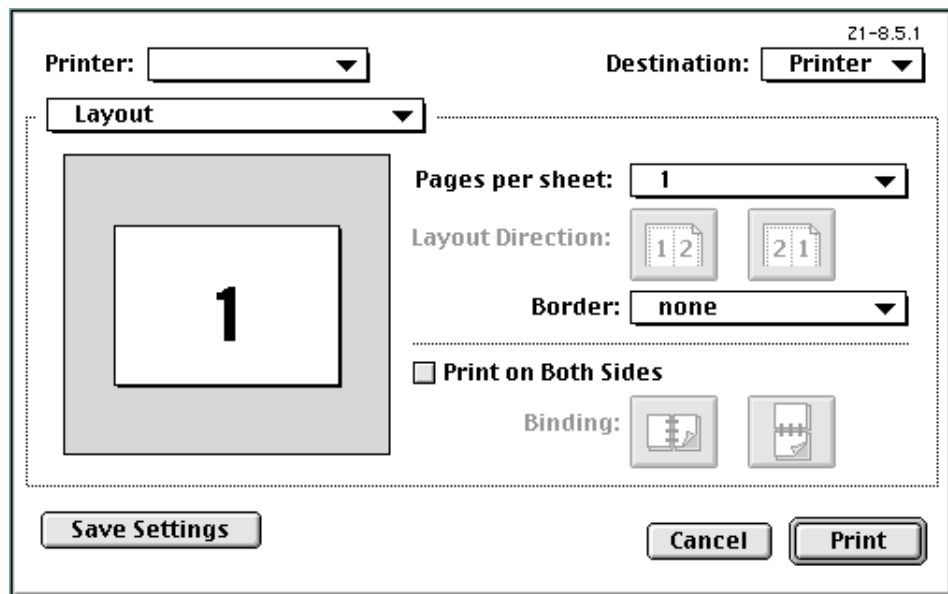 Z1-8.5.1
Printer:
Destination: Printer
Layout
1
Pages per sheet: 1
Layout Direction: 1 2 2 1
Border: none
Print on Both Sides
Binding:
Save Settings
Cancel
Print